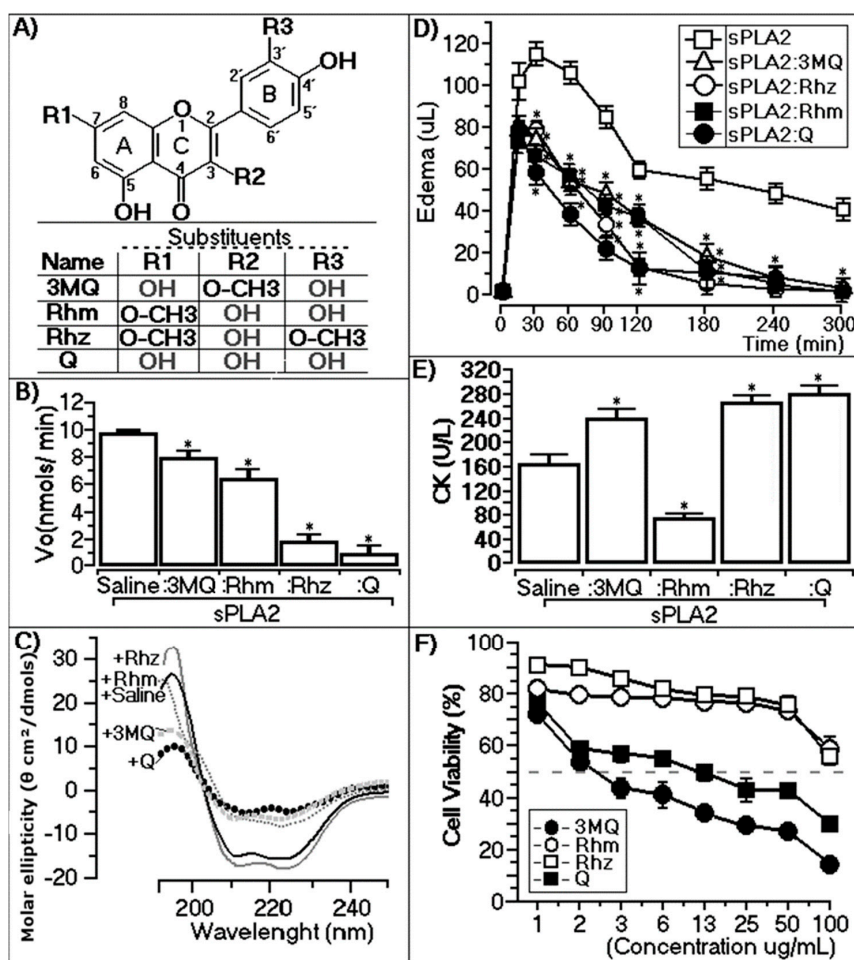 A)
R3
3′
2′
4′
OH
B
8
R1
7
O
1
2
5′
6′
A
C
6
5
4
3
R2
OH
O
Substituents
Name R1 R2 R3
3MQ OH O-CH3 OH
Rhm O-CH3 OH OH
Rhz O-CH3 OH O-CH3
Q OH OH OH
B)
Vo(nmols/ min)
12
10
8
6
4
2
0
* * * *
Saline :3MQ :Rhm :Rhz :Q
sPLA2
C)
Molar ellipticity (θ cm²/dmols)
30
20
10
0
-10
-20
+Rhz
+Rhm
+Saline
+3MQ
+Q
200 220 240 260
Wavelenght (nm)
D)
Edema (uL)
120
100
80
60
40
20
0
sPLA2
sPLA2:3MQ
sPLA2:Rhz
sPLA2:Rhm
sPLA2:Q
0 30 60 90 120 180 240 300
Time (min)
E)
CK (U/L)
320
280
240
200
160
120
80
40
0
* * * *
Saline :3MQ :Rhm :Rhz :Q
sPLA2
F)
Cell Viability (%)
100
80
60
40
20
0
3MQ
Rhm
Rhz
Q
1 2 3 6 13 25 50 100
(Concentration ug/mL)